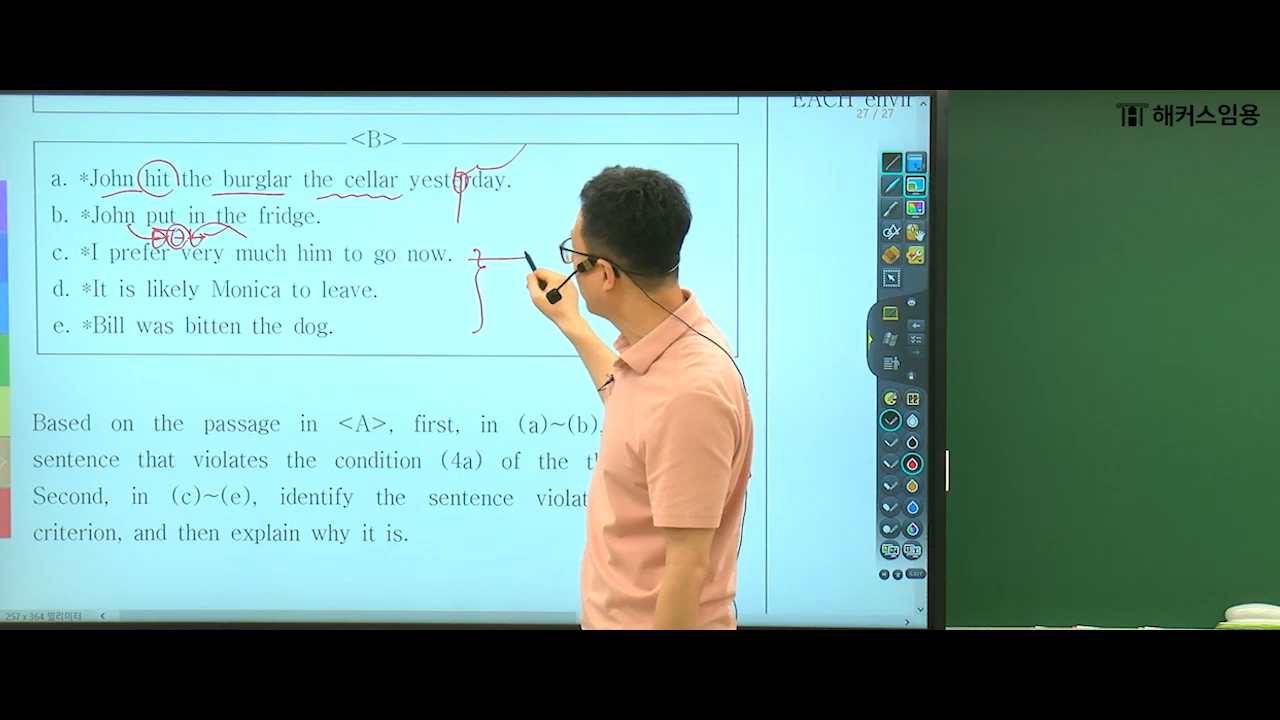 EACH envir
27 / 27
해커스임용
<B>
a. *John hit the burglar the cellar yesterday.
b. *John put in the fridge.
c. *I prefer very much him to go now.
d. *It is likely Monica to leave.
e. *Bill was bitten the dog.
Based on the passage in <A>, first, in (a)~(b),
sentence that violates the condition (4a) of the
Second, in (c)~(e), identify the sentence
criterion, and then explain why it is.
257 x 364 밀리미터
EXIT